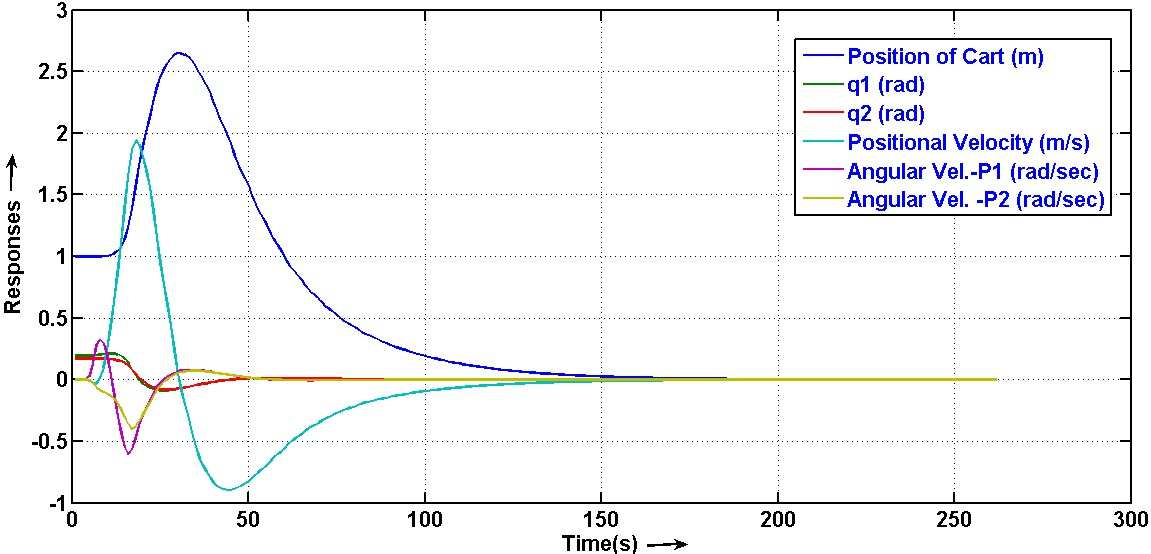 3
2.5
2
1.5
1
0.5
0
-0.5
-1
Responses
Position of Cart (m)
q1 (rad)
q2 (rad)
Positional Velocity (m/s)
Angular Vel.-P1 (rad/sec)
Angular Vel. -P2 (rad/sec)
0 50 100 150 200 250 300
Time(s)